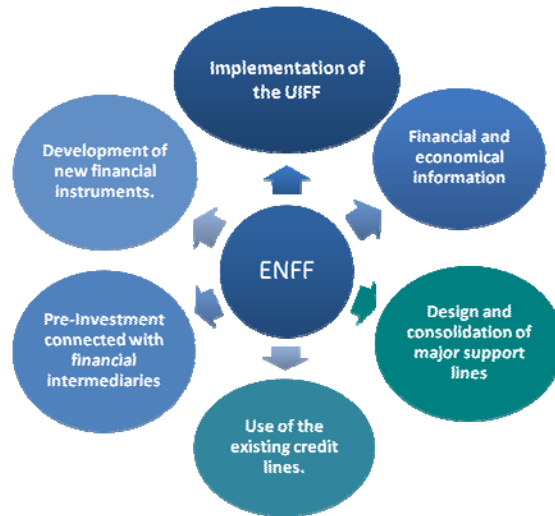 Implementation of
the UIFF
Financial and
economical
information
Development of
new financial
instruments.
ENFF
Pre-Investment
connected with
financial
intermediaries
Design and
consolidation of
major support
lines
Use of the
existing credit
lines.